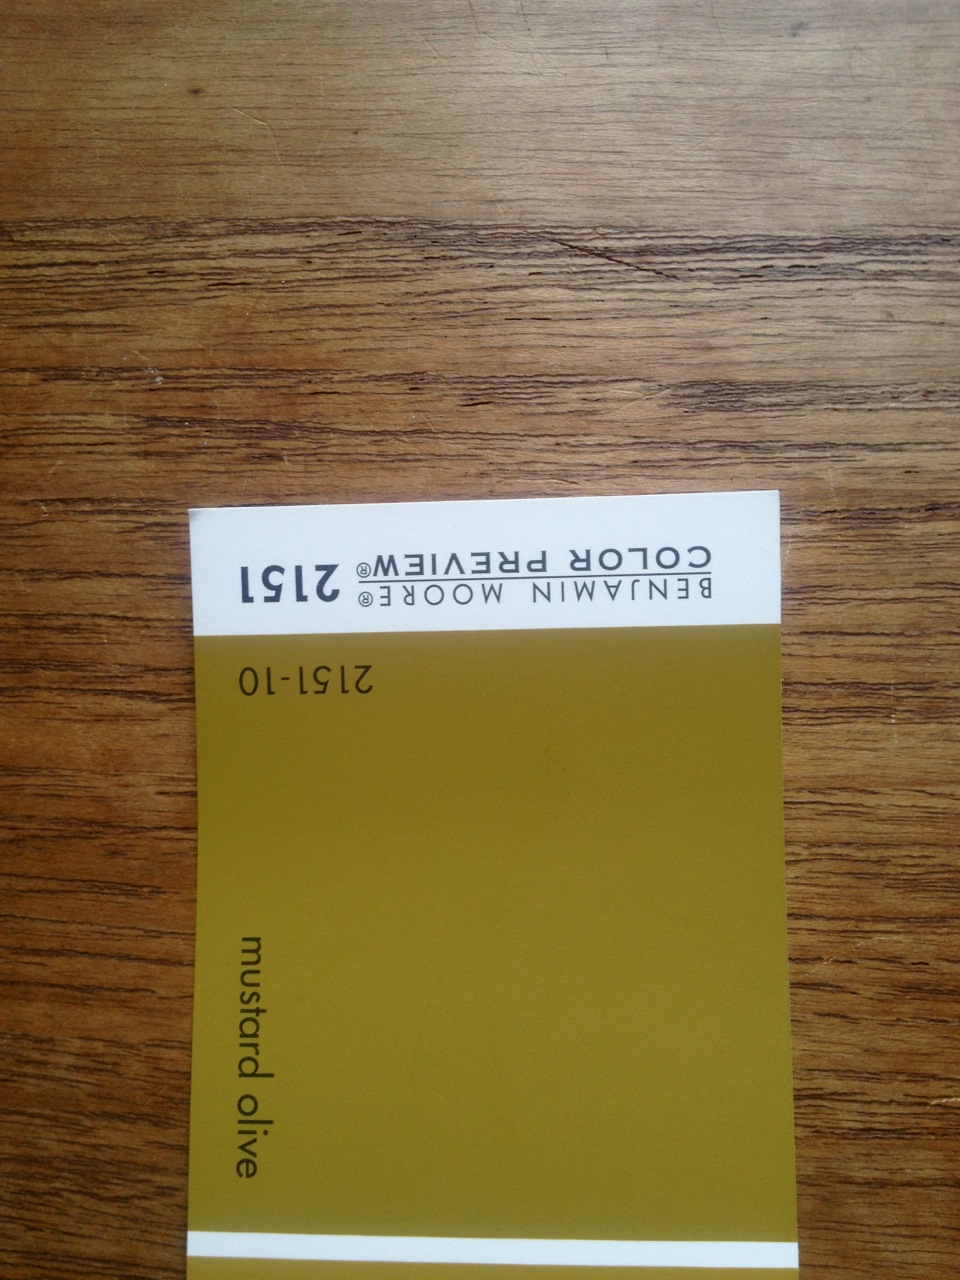 BENJAMIN MOORE®
COLOR PREVIEW®
2151
2151-10
mustard olive